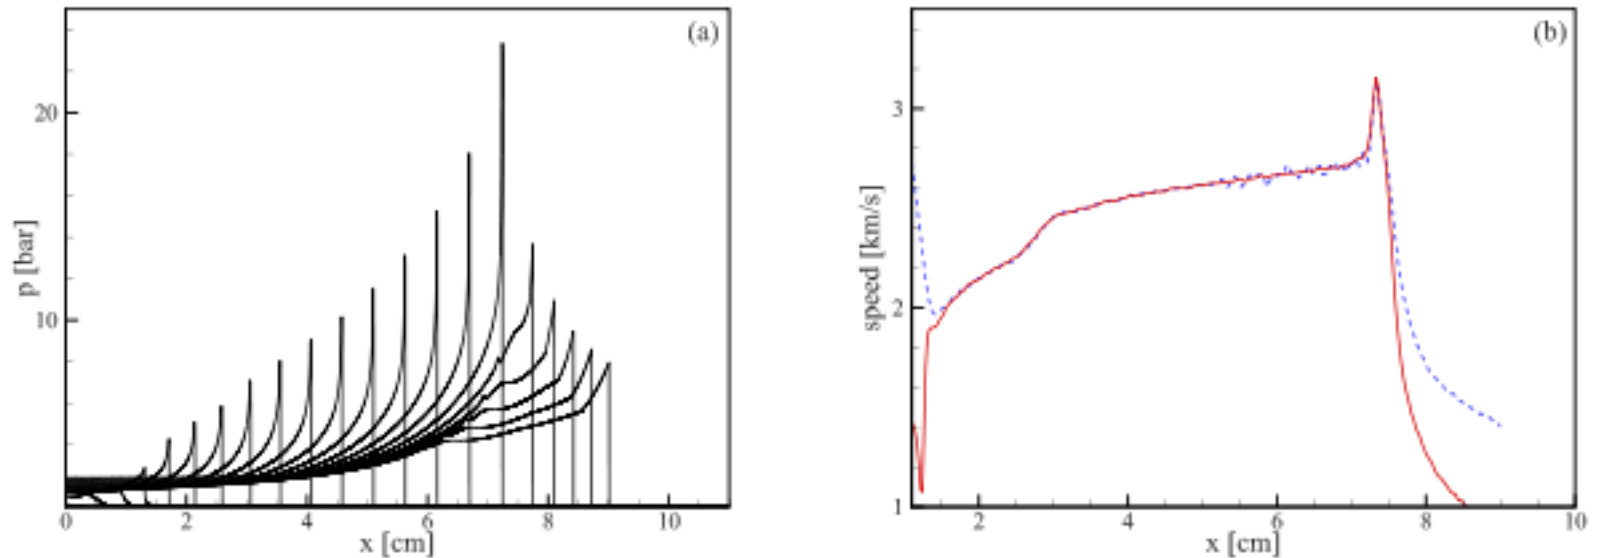 (a)
20
10
p [bar]
0 2 4 6 8 10
x [cm]
(b)
3
2
1
speed [km/s]
2 4 6 8 10
x [cm]